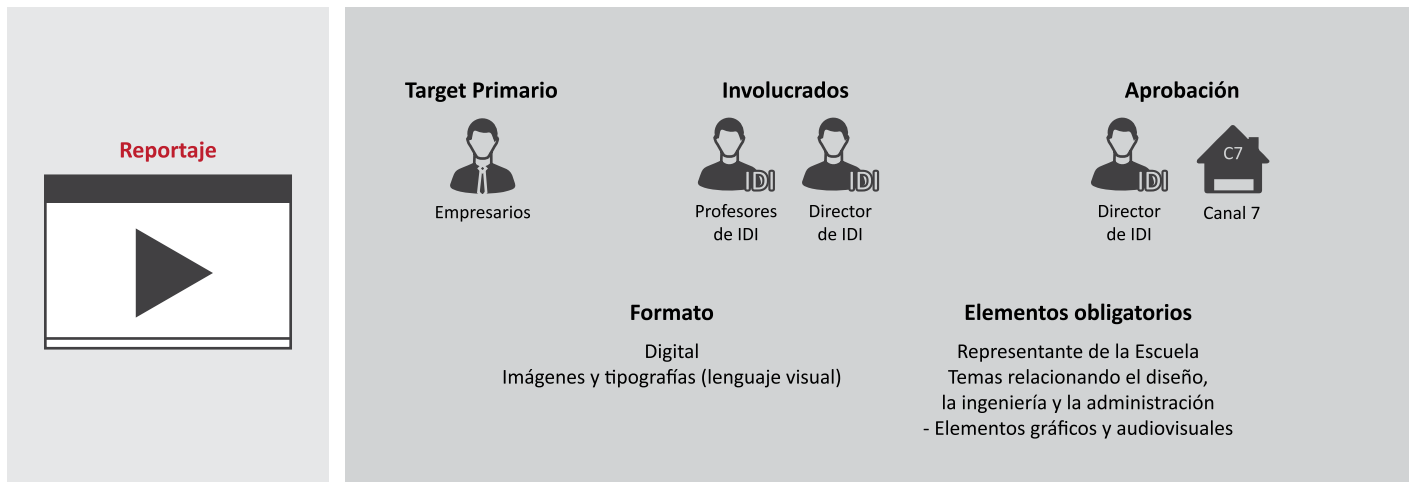 Reportaje
Target Primario
Empresarios
Involucrados
IDI
Profesores
de IDI
IDI
Director
de IDI
Aprobación
IDI
Director
de IDI
C7
Canal 7
Formato
Digital
Imágenes y tipografías (lenguaje visual)
Elementos obligatorios
Representante de la Escuela
Temas relacionando el diseño,
la ingeniería y la administración
- Elementos gráficos y audiovisuales